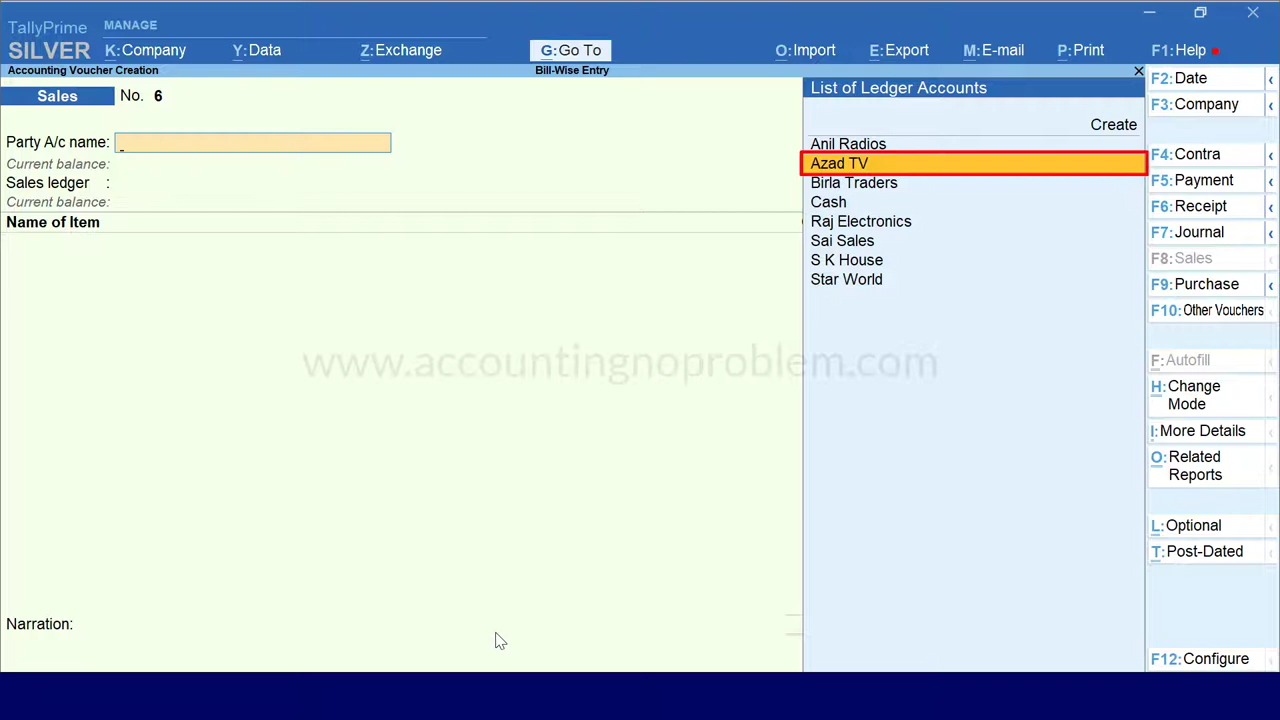 TallyPrime
SILVER
MANAGE
K:Company
Y:Data
Z:Exchange
G:Go To
O:Import
E:Export
M:E-mail
P:Print
F1:Help
Accounting Voucher Creation
Bill-Wise Entry
Sales
No. 6
Party A/c name:
Current balance:
Sales ledger :
Current balance:
Name of Item
Narration:
List of Ledger Accounts
Create
Anil Radios
Azad TV
Birla Traders
Cash
Raj Electronics
Sai Sales
S K House
Star World
F2:Date
F3:Company
F4:Contra
F5:Payment
F6:Receipt
F7:Journal
F8:Sales
F9:Purchase
F10:Other Vouchers
F:Autofill
H:Change
Mode
I:More Details
O:Related
Reports
L:Optional
T:Post-Dated
F12:Configure
www.accountingnoproblem.com